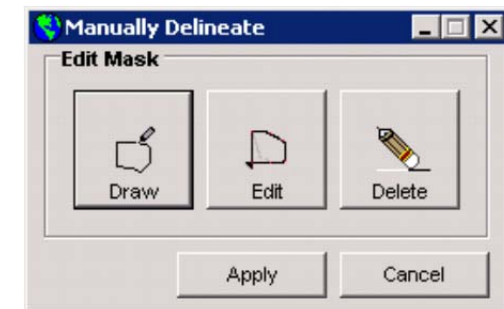 Manually Delineate
Edit Mask
Draw Edit Delete
Apply Cancel